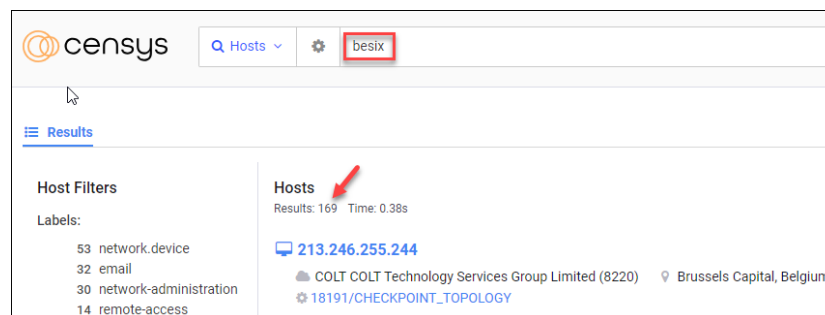 censys
Hosts
besix
Results
Host Filters
Labels:
53 network.device
32 email
30 network-administration
14 remote-access
Hosts
Results: 169 Time: 0.38s
213.246.255.244
COLT COLT Technology Services Group Limited (8220) Brussels Capital, Belgium
18191/CHECKPOINT_TOPOLOGY